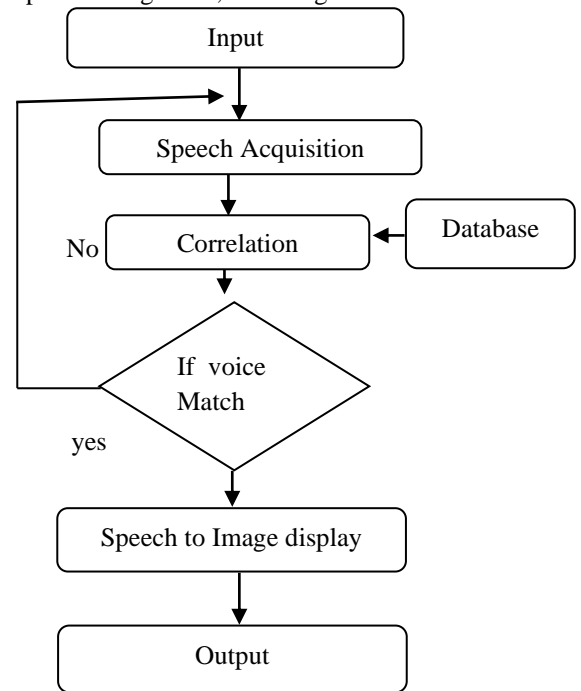 Input
Speech Acquisition
Database
No
Correlation
If voice
Match
yes
Speech to Image display
Output